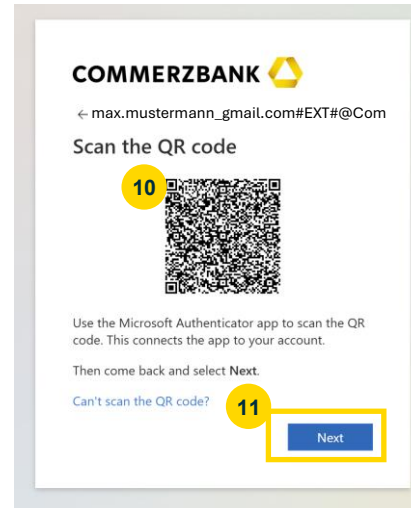 COMMERZBANK
← max.mustermann_gmail.com#EXT#@Com
Scan the QR code
10
Use the Microsoft Authenticator app to scan the QR
code. This connects the app to your account.
Then come back and select Next.
Can't scan the QR code?
11
Next